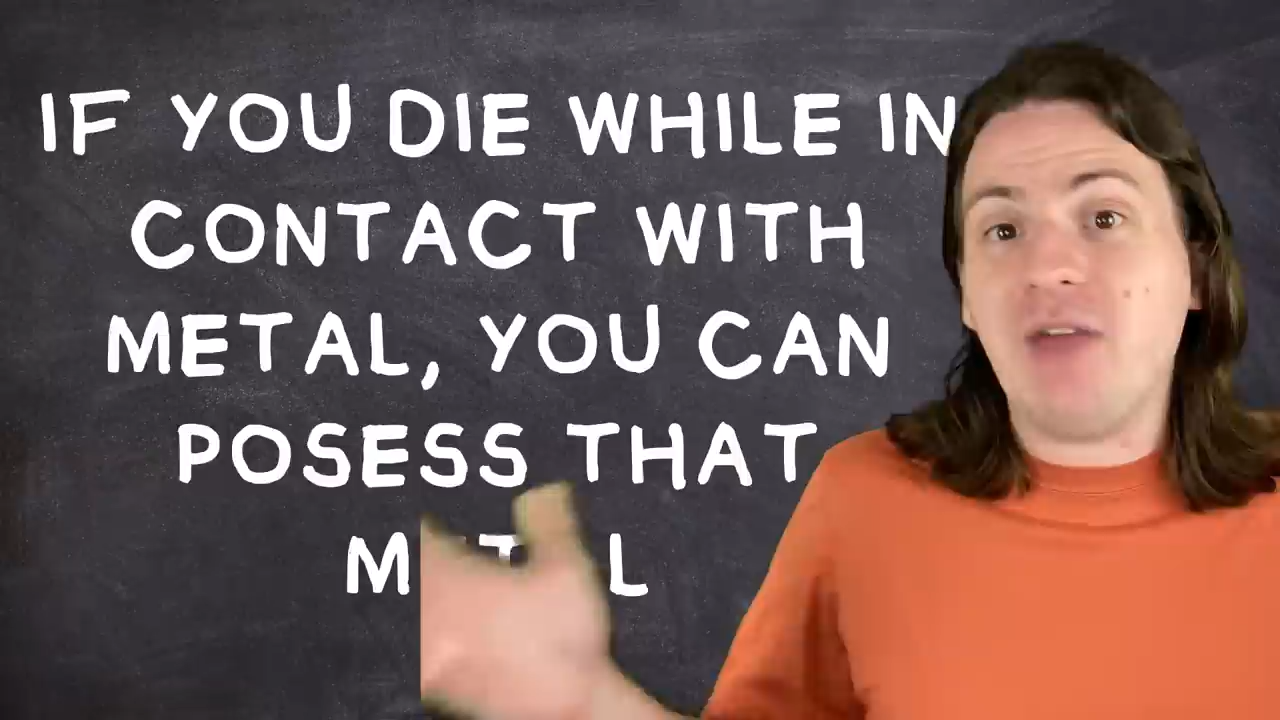 IF YOU DIE WHILE IN
CONTACT WITH
METAL, YOU CAN
POSESS THAT